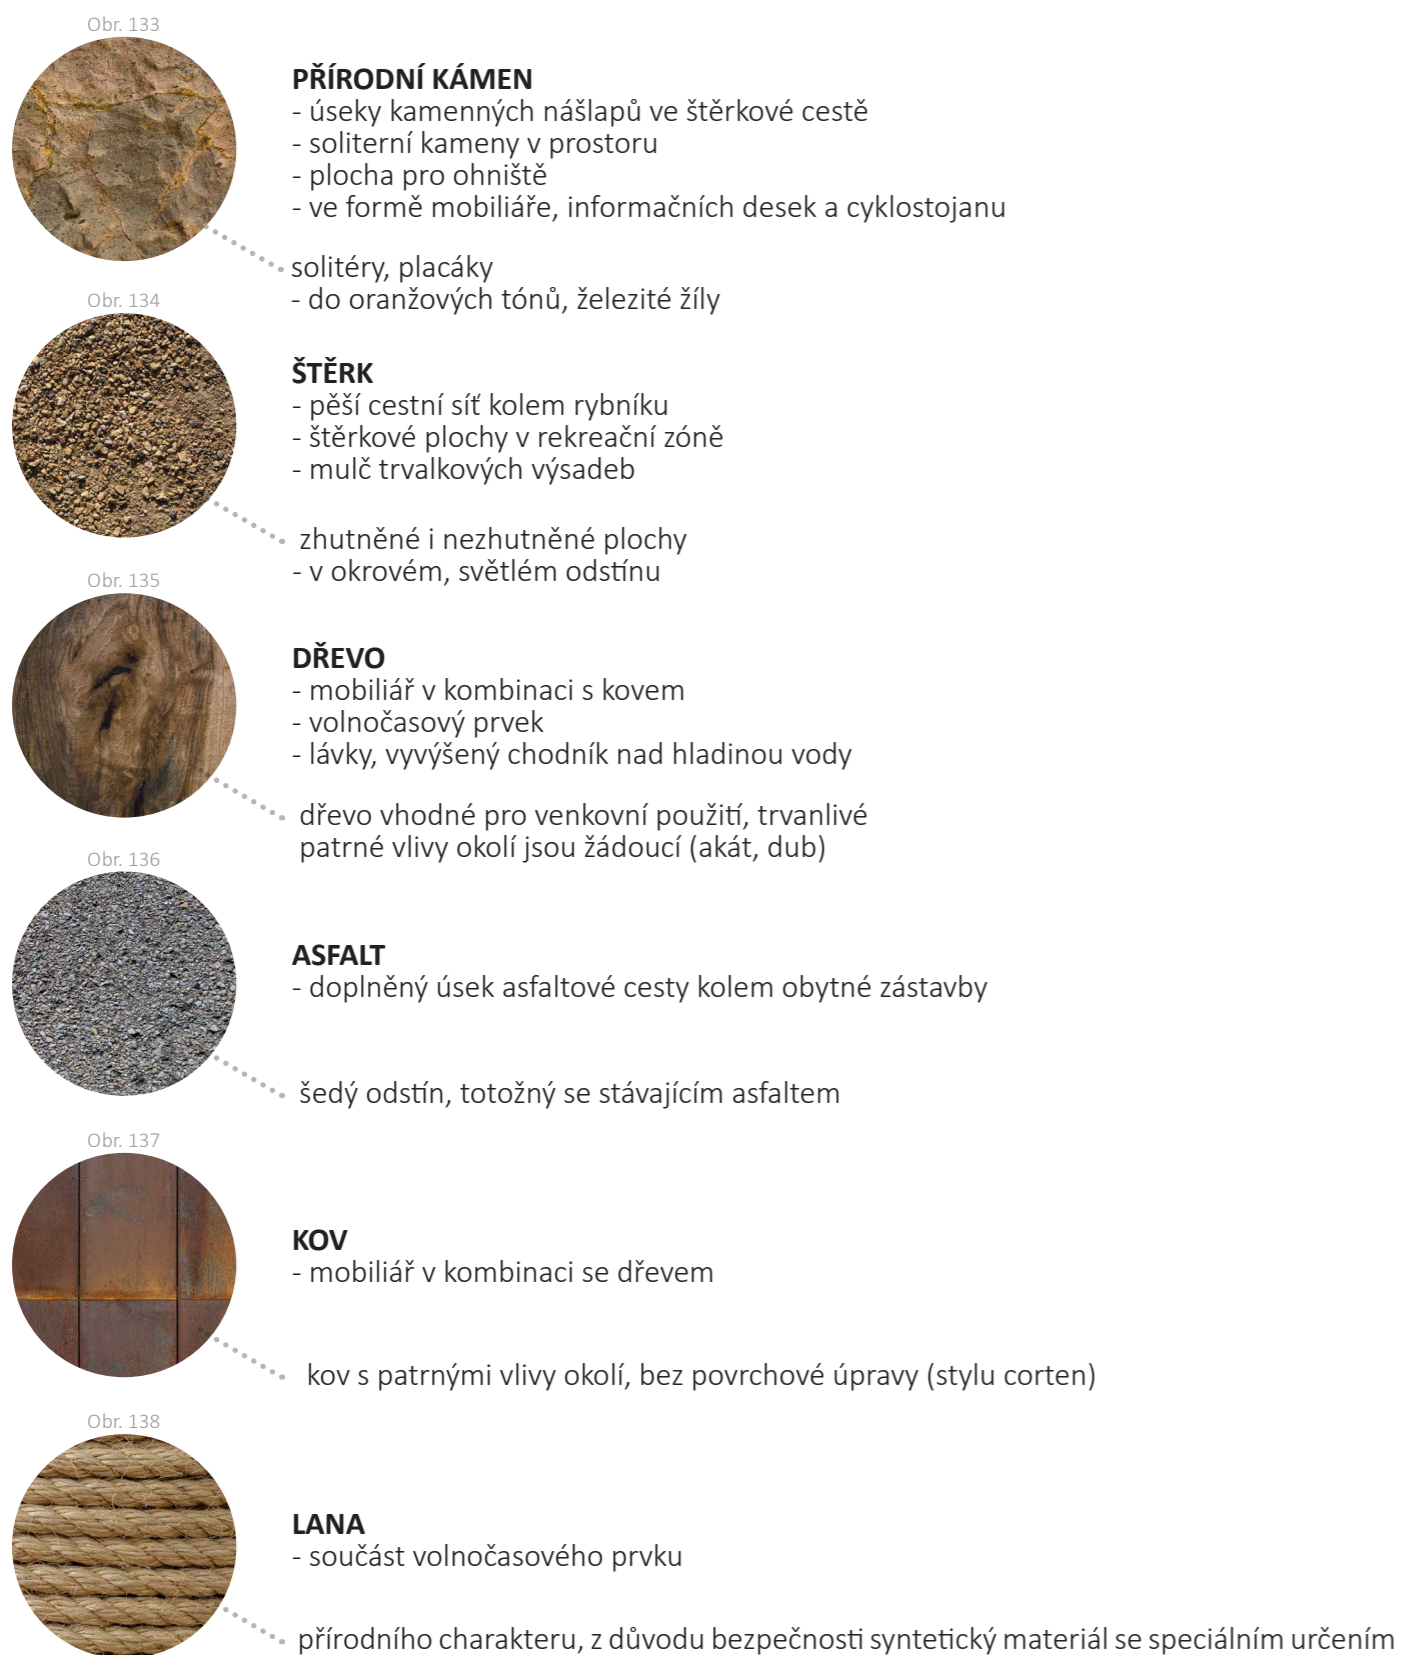 Obr. 133
PŘÍRODNÍ KÁMEN
- úseky kamenných nášlapů ve štěrkové cestě
- soliterní kameny v prostoru
- plocha pro ohniště
- ve formě mobiliáře, informačních desek a cyklostojanu
solitéry, placáky
- do oranžových tónů, železité žíly
Obr. 134
ŠTĚRK
- pěší cestní síť kolem rybníku
- štěrkové plochy v rekreační zóně
- mulč trvalkových výsadeb
zhutněné i nezhutněné plochy
- v okrovém, světlém odstínu
Obr. 135
DŘEVO
- mobiliář v kombinaci s kovem
- volnočasový prvek
- lávky, vyvýšený chodník nad hladinou vody
dřevo vhodné pro venkovní použití, trvanlivé
patrné vlivy okolí jsou žádoucí (akát, dub)
Obr. 136
ASFALT
- doplněný úsek asfaltové cesty kolem obytné zástavby
šedý odstín, totožný se stávajícím asfaltem
Obr. 137
KOV
- mobiliář v kombinaci se dřevem
kov s patrnými vlivy okolí, bez povrchové úpravy (stylu corten)
Obr. 138
LANA
- součást volnočasového prvku
přírodního charakteru, z důvodu bezpečnosti syntetický materiál se speciálním určením